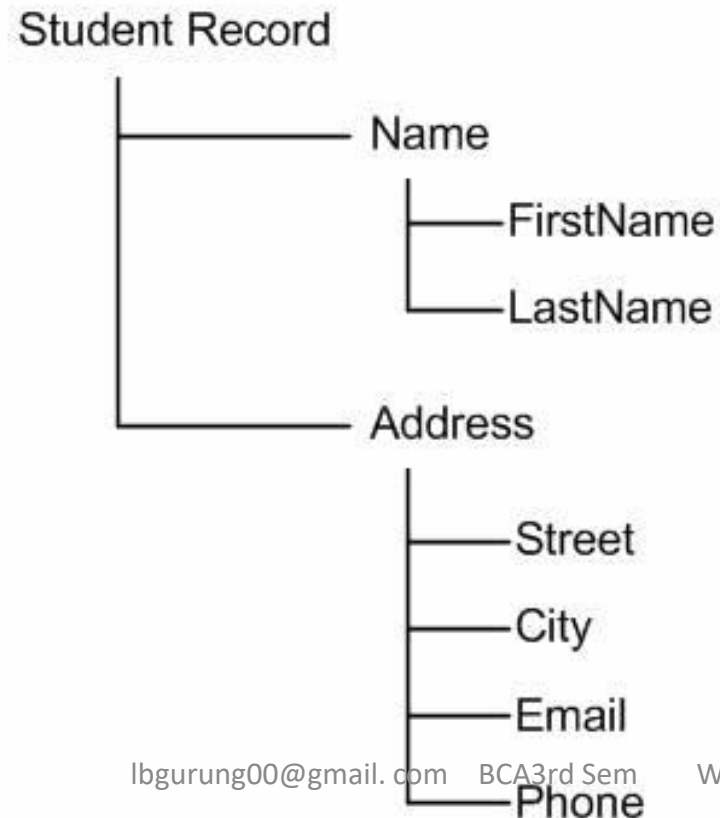 Student Record
Name
FirstName
LastName
Address
Street
City
Email
lbgurung00@gmail. com BCA3rd Sem W
Phone